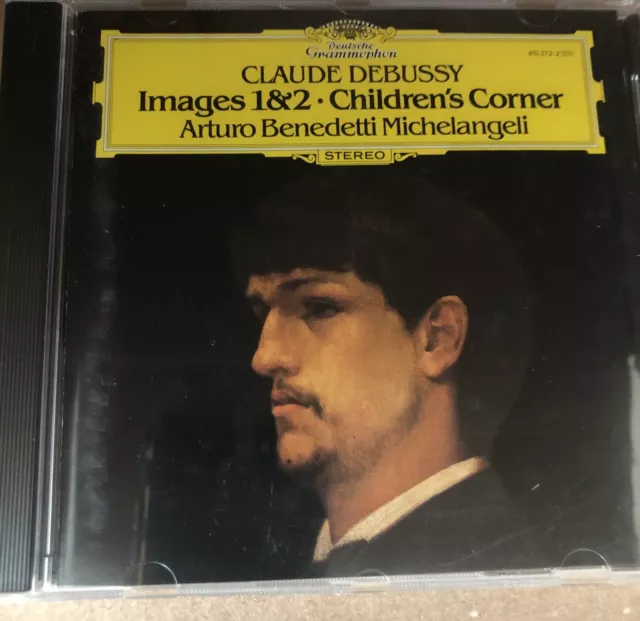 Deutsche
Grammophon
CLAUDE DEBUSSY
Images 1&2 · Children's Corner
Arturo Benedetti Michelangeli
STEREO